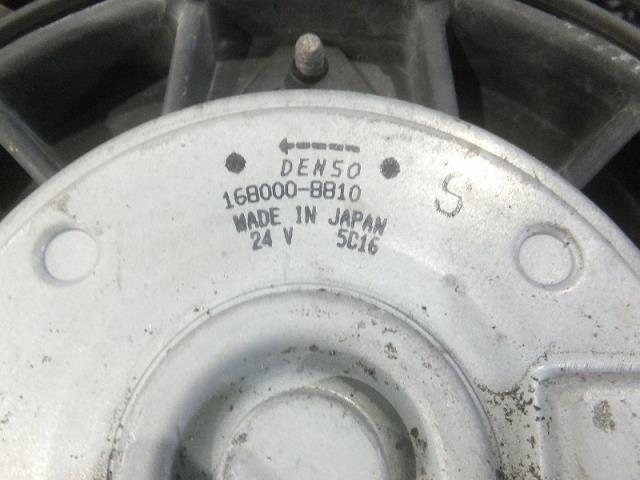 DENSO
168000-8810
S
MADE IN JAPAN
24 V 5C16